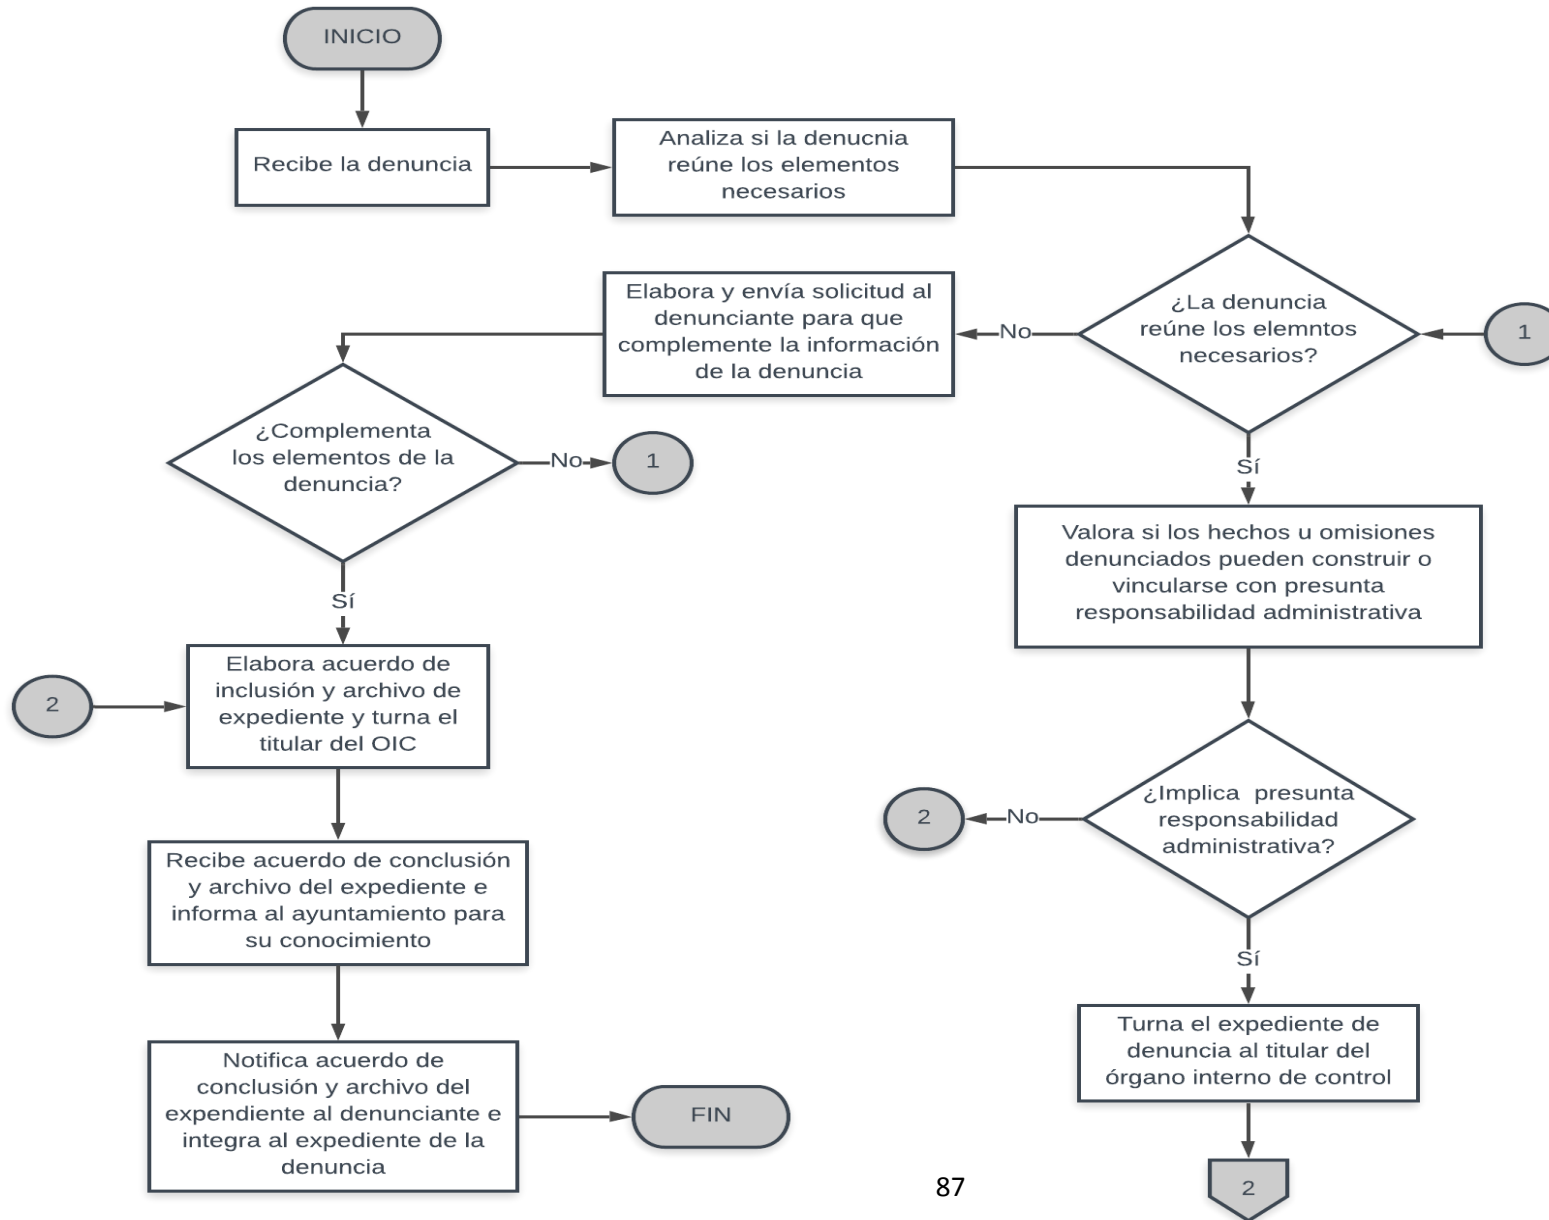 INICIO
Recibe la denuncia
Analiza si la denucnia
reúne los elementos
necesarios
¿La denuncia
reúne los elemntos
necesarios?
1
No
Elabora y envía solicitud al
denunciante para que
complemente la información
de la denuncia
¿Complementa
los elementos de la
denuncia?
No
1
Sí
Sí
Valora si los hechos u omisiones
denunciados pueden construir o
vincularse con presunta
responsabilidad administrativa
2
Elabora acuerdo de
inclusión y archivo de
expediente y turna el
titular del OIC
¿Implica presunta
responsabilidad
administrativa?
No
2
Recibe acuerdo de conclusión
y archivo del expediente e
informa al ayuntamiento para
su conocimiento
Sí
Turna el expediente de
denuncia al titular del
órgano interno de control
Notifica acuerdo de
conclusión y archivo del
expendiente al denunciante e
integra al expediente de la
denuncia
FIN
2
87